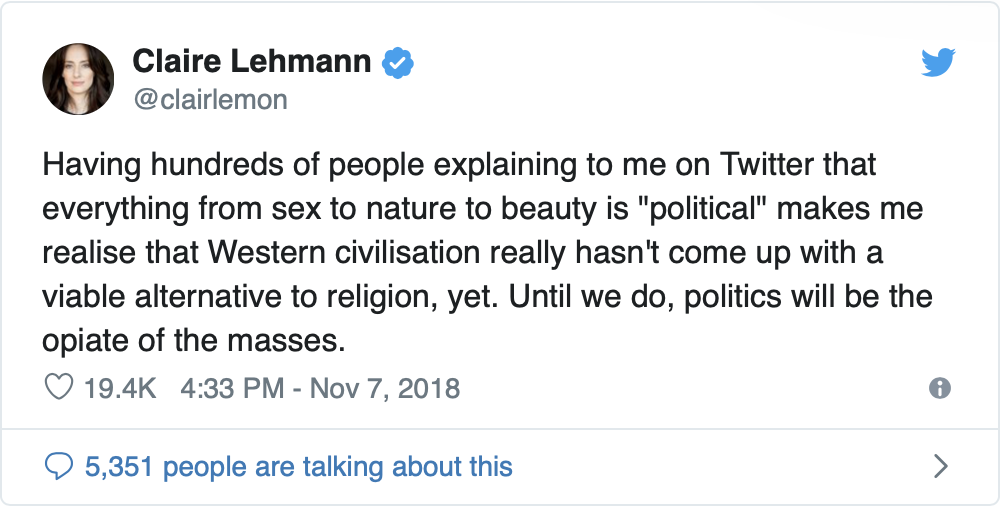 Claire Lehmann
@clairlemon
Having hundreds of people explaining to me on Twitter that
everything from sex to nature to beauty is "political" makes me
realise that Western civilisation really hasn't come up with a
viable alternative to religion, yet. Until we do, politics will be the
opiate of the masses.
19.4K 4:33 PM - Nov 7, 2018
5,351 people are talking about this